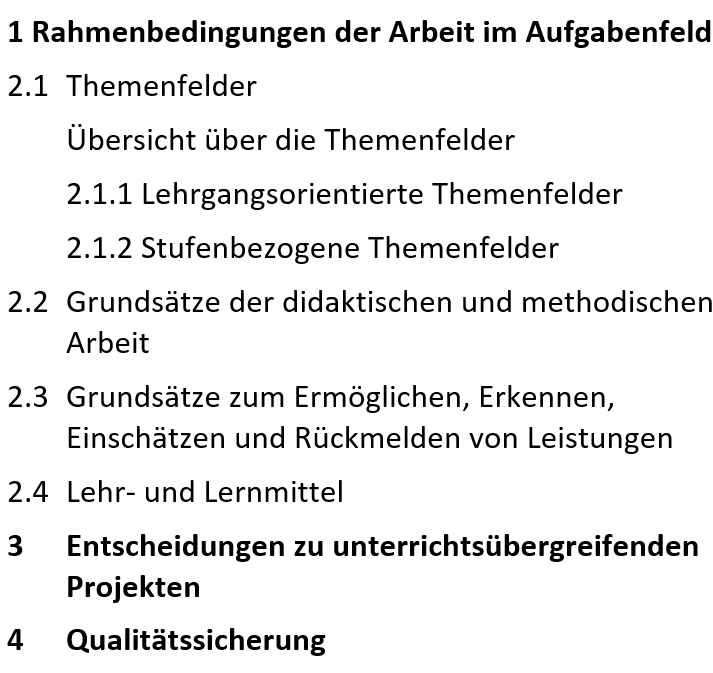 1 Rahmenbedingungen der Arbeit im Aufgabenfeld
2.1 Themenfelder
Übersicht über die Themenfelder
2.1.1 Lehrgangsorientierte Themenfelder
2.1.2 Stufenbezogene Themenfelder
2.2 Grundsätze der didaktischen und methodischen
Arbeit
2.3 Grundsätze zum Ermöglichen, Erkennen,
Einschätzen und Rückmelden von Leistungen
2.4 Lehr- und Lernmittel
3 Entscheidungen zu unterrichtsübergreifenden
Projekten
4 Qualitätssicherung